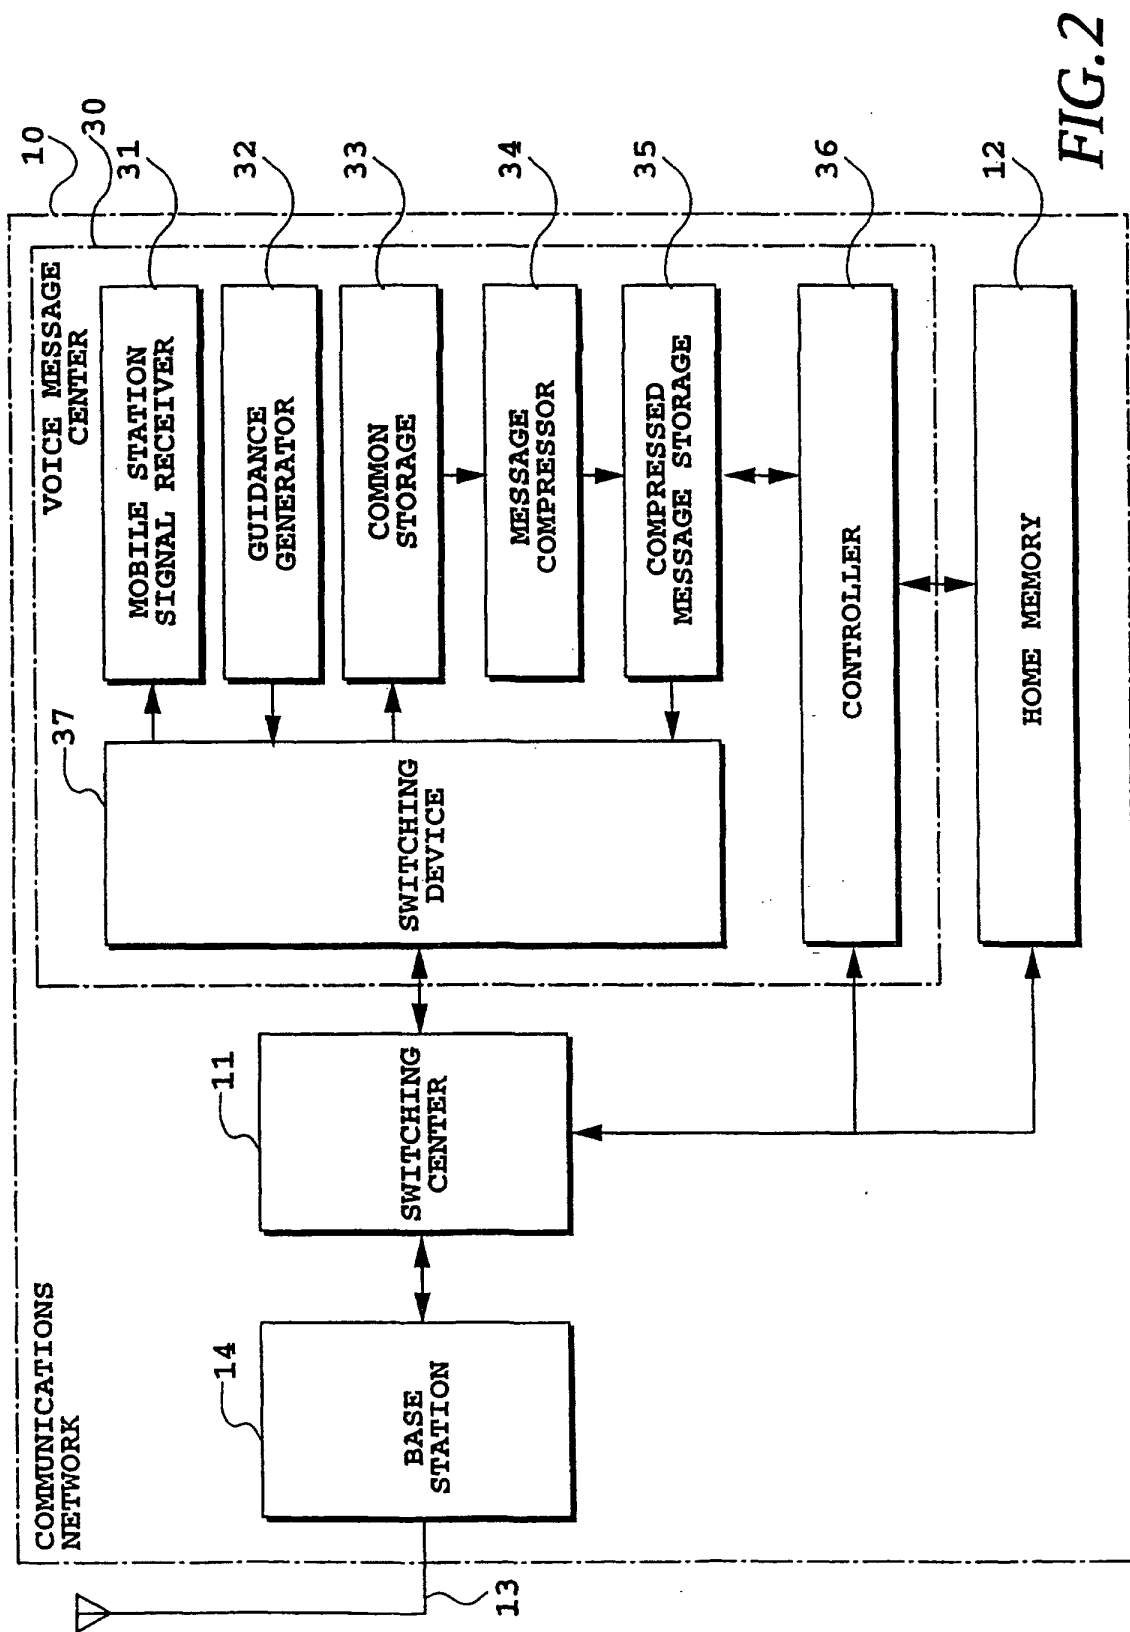 COMMUNICATIONS
NETWORK
10
30
VOICE MESSAGE
CENTER
37
MOBILE STATION
SIGNAL RECEIVER
31
GUIDANCE
GENERATOR
32
COMMON
STORAGE
33
MESSAGE
COMPRESSOR
34
COMPRESSED
MESSAGE STORAGE
35
SWITCHING
DEVICE
11
SWITCHING
CENTER
14
BASE
STATION
13
CONTROLLER
36
HOME MEMORY
12
FIG.2